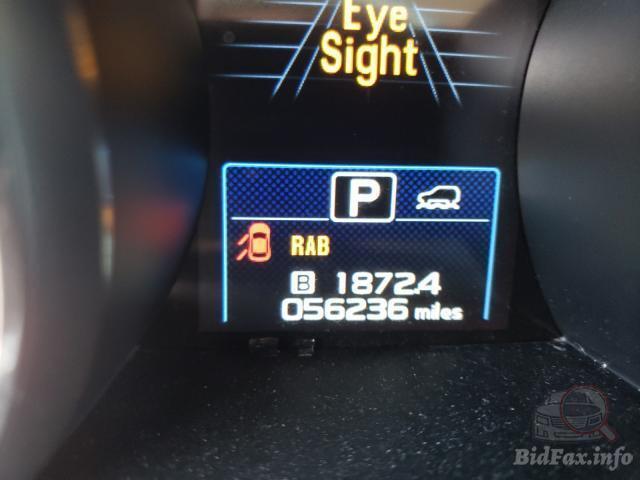 Eye
Sight
P
RAB
B 1872.4
056236 miles
BidFax.info